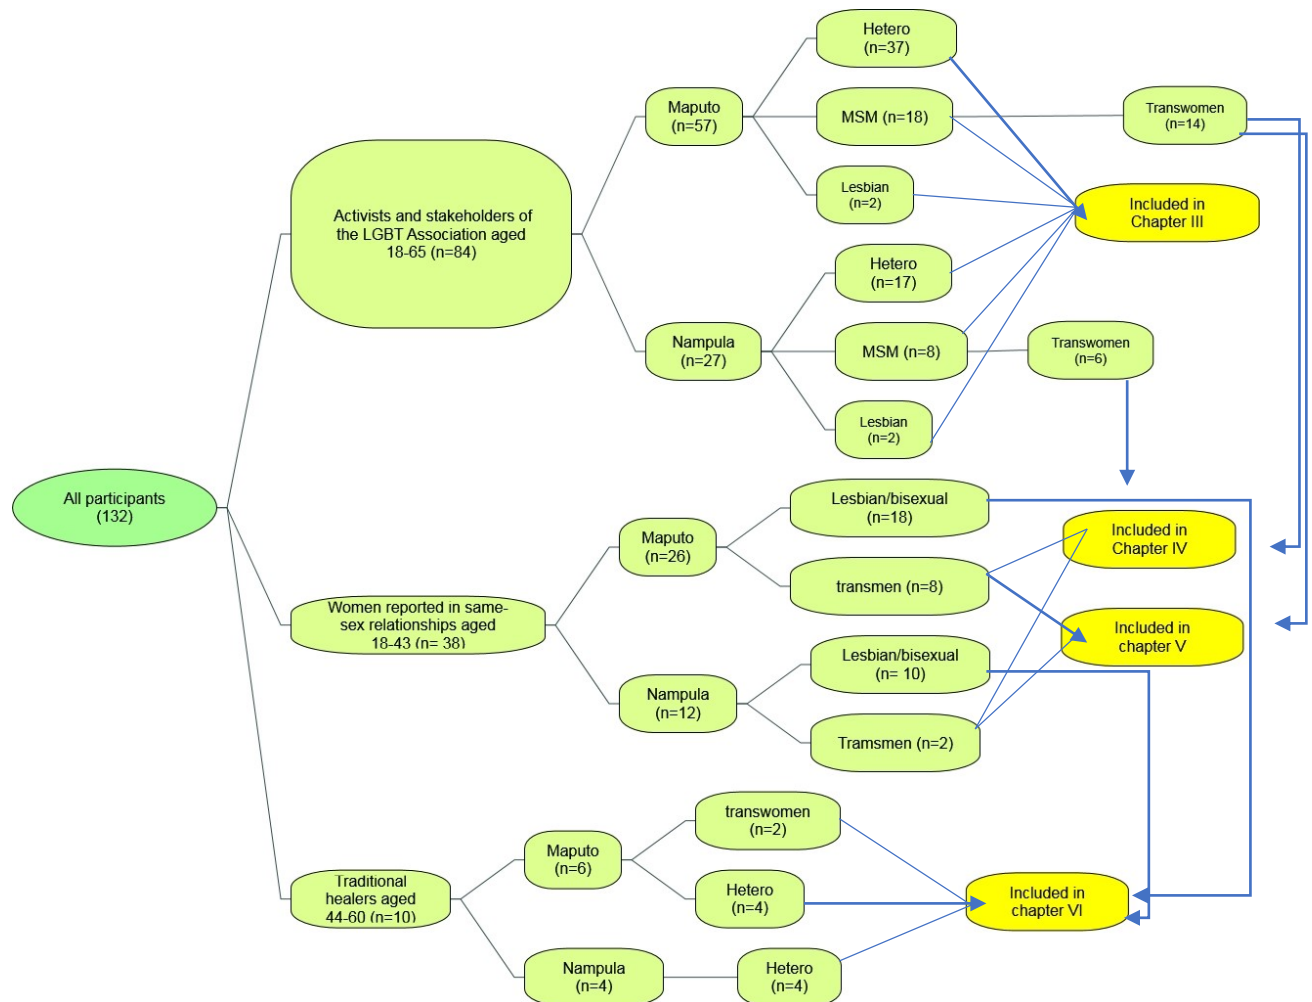 Hetero
(n=37)
Maputo
(n=57)
MSM (n=18)
Transwomen
(n=14)
Lesbian
(n=2)
Included in
Chapter III
Activists and stakeholders of
the LGBT Association aged
18-65 (n=84)
Hetero
(n=17)
Nampula
(n=27)
MSM (n=8)
Transwomen
(n=6)
Lesbian
(n=2)
All participants
(132)
Lesbian/bisexual
(n=18)
Maputo
(n=26)
Included in
Chapter IV
transmen (n=8)
Women reported in same-
sex relationships aged
18-43 (n= 38)
Included in
chapter V
Lesbian/bisexual
(n= 10)
Nampula
(n=12)
Tramsmen (n=2)
transwomen
(n=2)
Maputo
(n=6)
Traditional
healers aged
44-60 (n=10)
Hetero
(n=4)
Included in
chapter VI
Nampula
(n=4)
Hetero
(n=4)